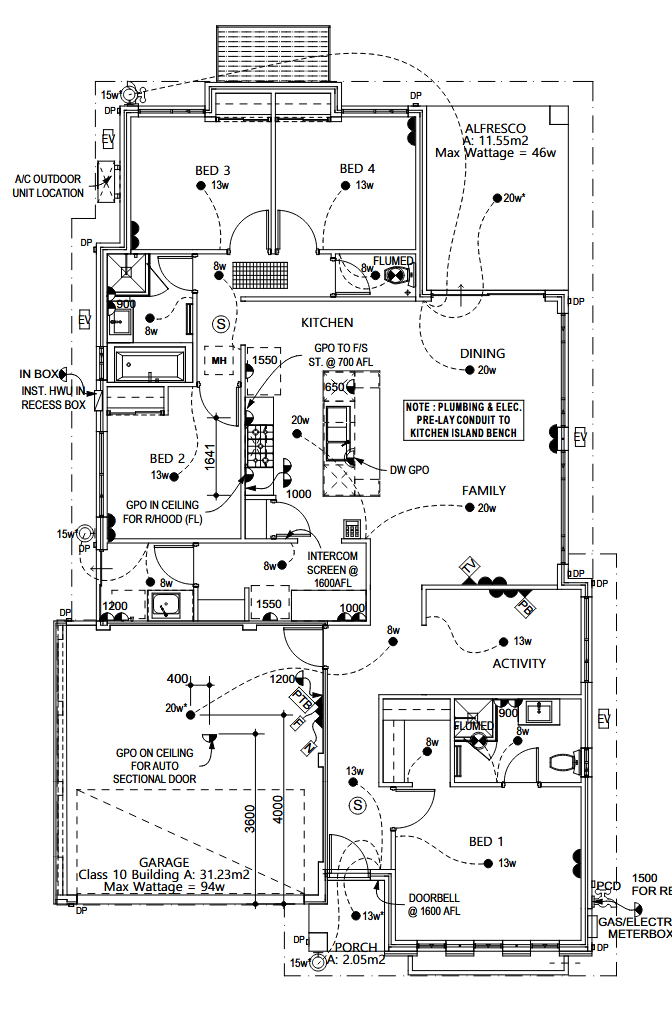 15w*
DP
DP
EV
A/C OUTDOOR
UNIT LOCATION
BED 3
13w
BED 4
13w
ALFRESCO
A: 11.55m2
Max Wattage = 46w
20w*
DP
8w
8w
FLUMED
900
8w
EV
DP
S
KITCHEN
GPO TO F/S
ST. @ 700 AFL
MH
1550
650
DINING
20w
IN BOX
INST. HWU IN
RECESS BOX
NOTE : PLUMBING & ELEC.
PRE-LAY CONDUIT TO
KITCHEN ISLAND BENCH
EV
20w
1641
BED 2
13w
DW GPO
GPO IN CEILING
FOR R/HOOD (FL)
1000
FAMILY
20w
15w*
DP
INTERCOM
SCREEN @
1600AFL
8w
8w
TV
DP
DP
1200
1550
1000
PB
DP
8w
13w
ACTIVITY
400
1200
20w*
PTB
F
N
GPO ON CEILING
FOR AUTO
SECTIONAL DOOR
FLUMED
900
8w
8w
EV
13w
S
3600
4000
BED 1
13w
GARAGE
Class 10 Building A: 31.23m2
Max Wattage = 94w
DP
DOORBELL
@ 1600 AFL
13w*
PCD
1500
FOR RE
GAS/ELECTR
METERBOX
DP
DP
PORCH
A: 2.05m2
15w*